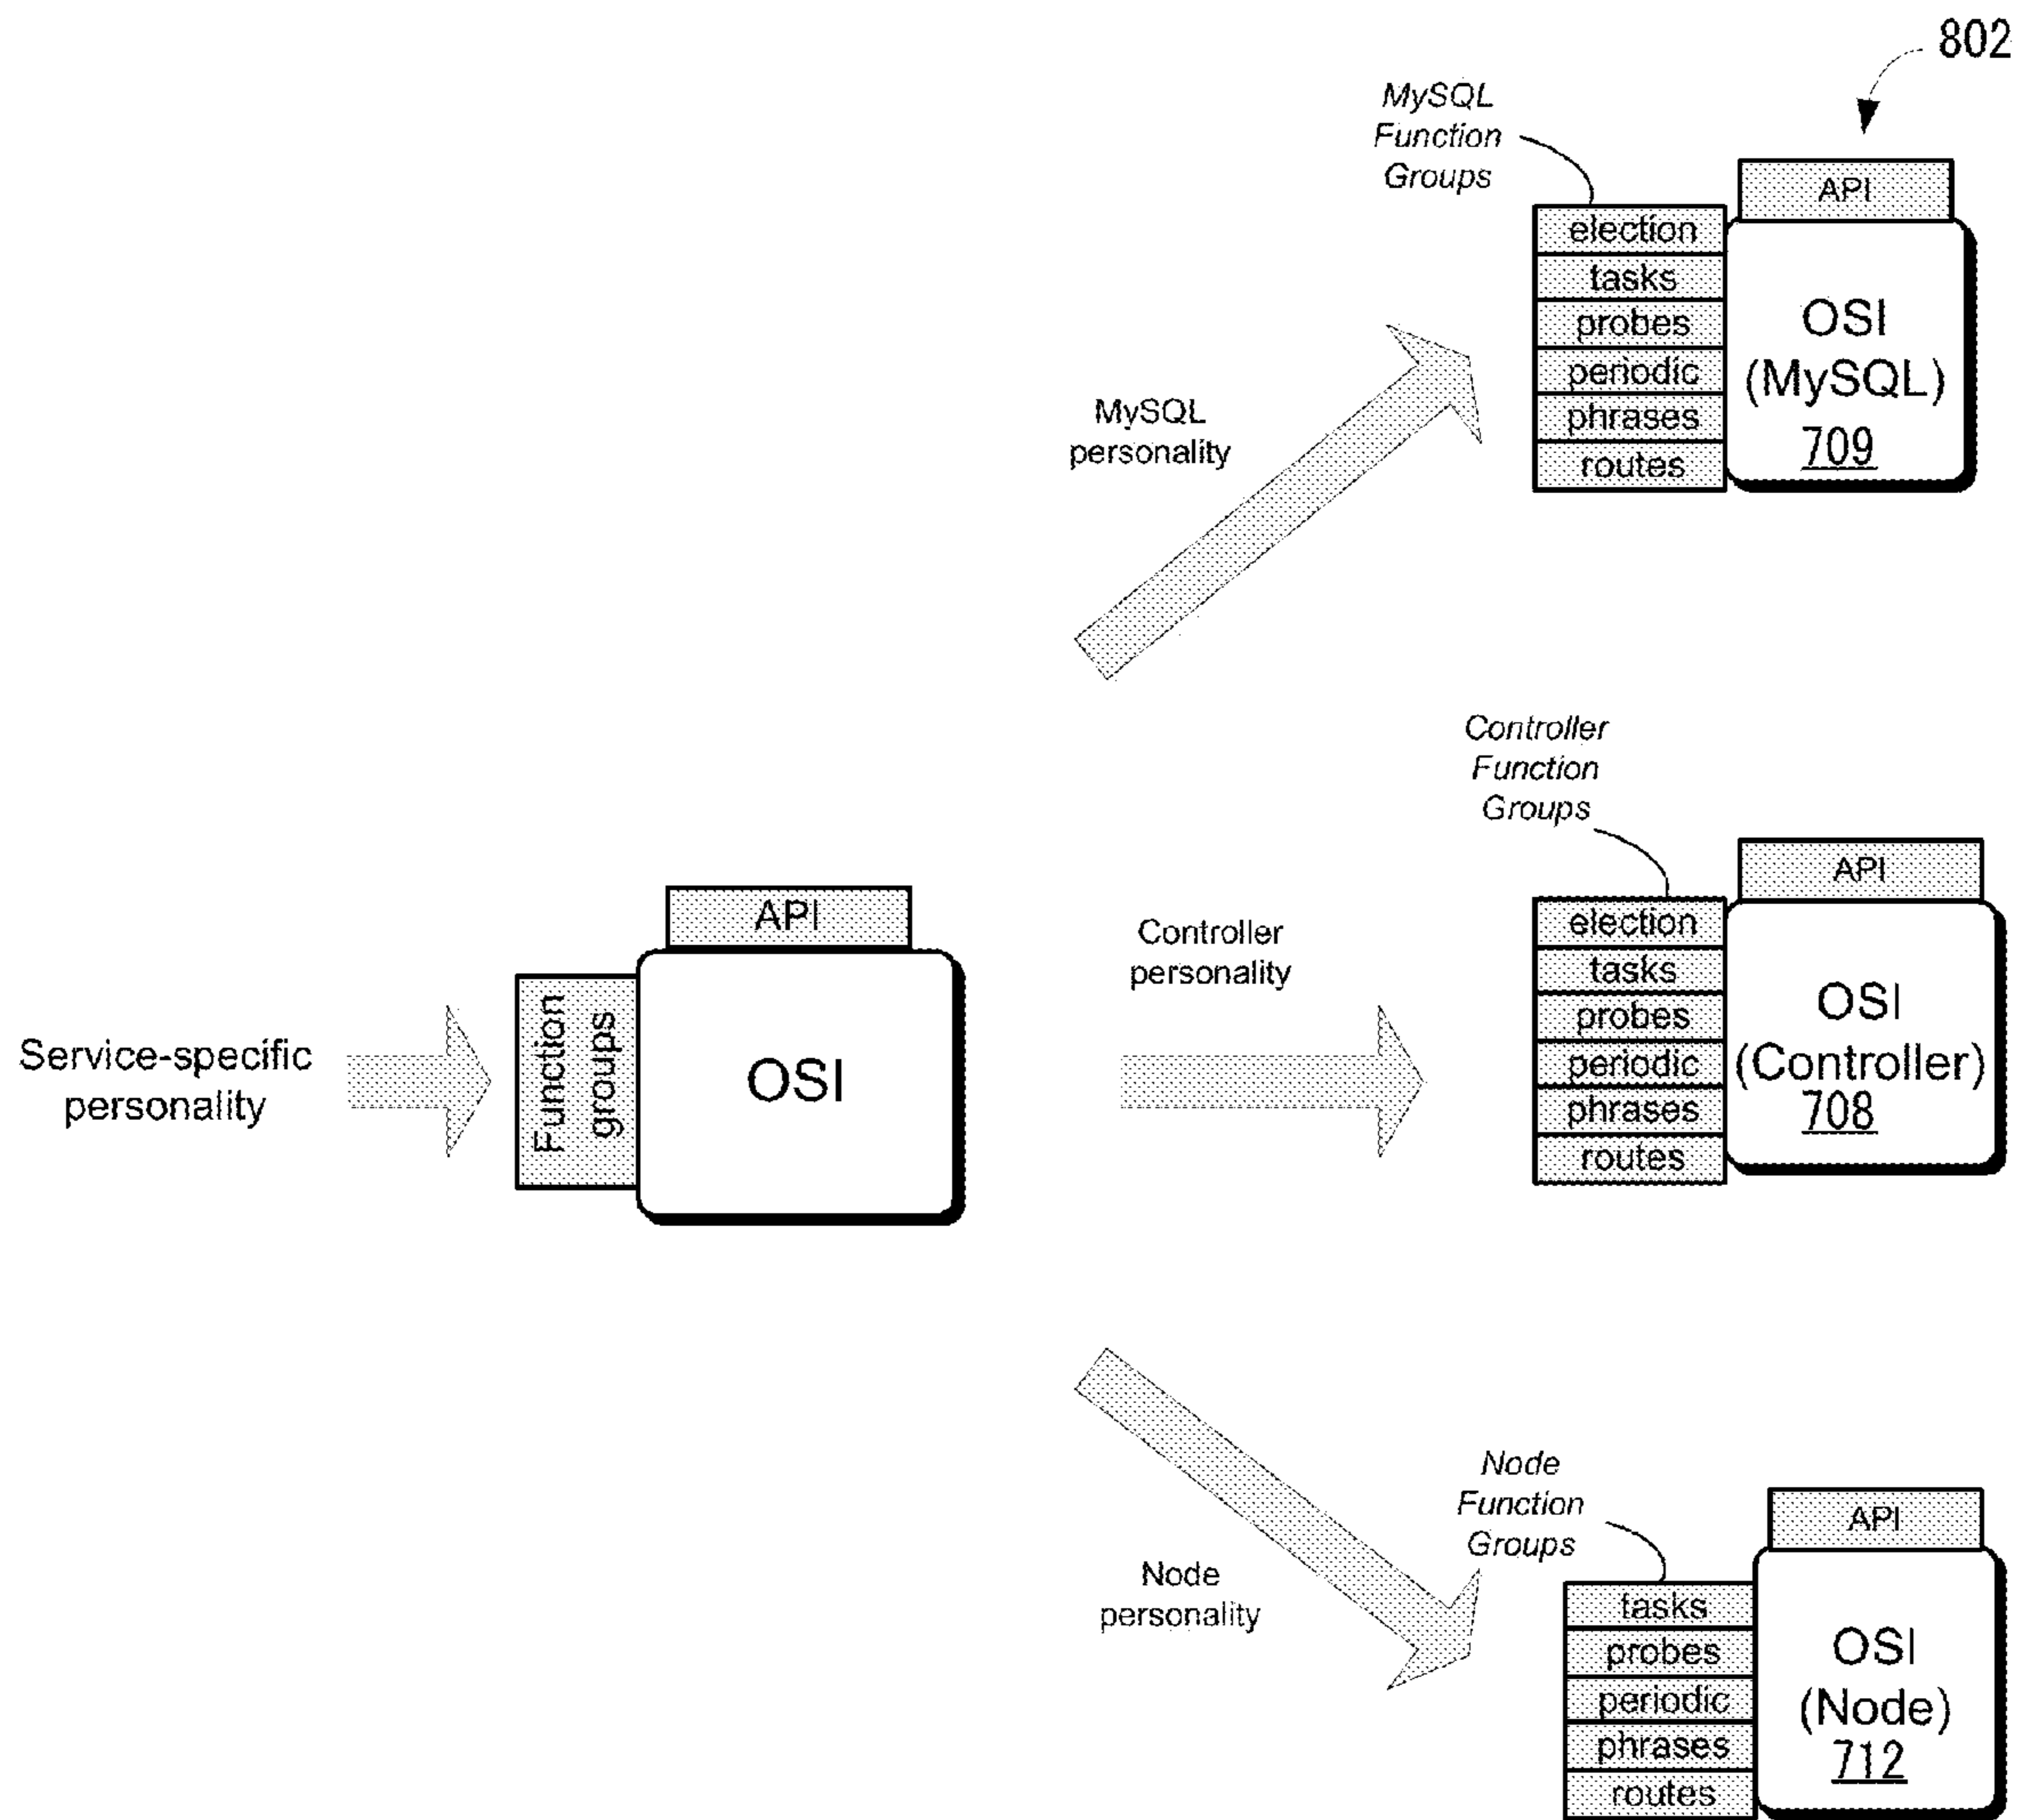 802
MySQL
Function
Groups
API
election
tasks
probes
periodic
phrases
routes
OSI
(MySQL)
709
MySQL
personality
Controller
Function
Groups
API
election
tasks
probes
periodic
phrases
routes
OSI
(Controller)
708
Controller
personality
API
Function
groups
OSI
Service-specific
personality
Node
Function
Groups
API
tasks
probes
periodic
phrases
routes
OSI
(Node)
712
Node
personality